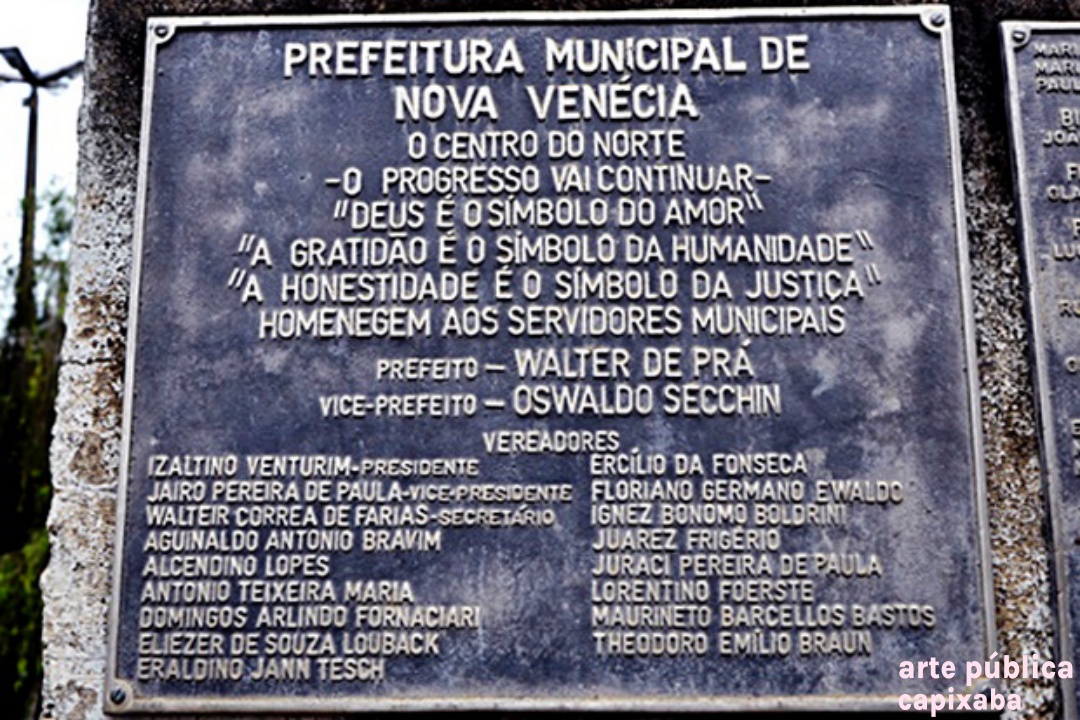 PREFEITURA MUNICIPAL DE
NOVA VENÉCIA
O CENTRO DO NORTE
-O PROGRESSO VAI CONTINUAR-
"DEUS É O SÍMBOLO DO AMOR"
"A GRATIDÃO É O SÍMBOLO DA HUMANIDADE"
"A HONESTIDADE É O SÍMBOLO DA JUSTIÇA"
HOMENEGEM AOS SERVIDORES MUNICIPAIS
PREFEITO - WALTER DE PRÁ
VICE-PREFEITO - OSWALDO SECCHIN
VEREADORES
IZALTINO VENTURIM-PRESIDENTE
JAIRO PEREIRA DE PAULA-VICE-PRESIDENTE
WALTEIR CORREA DE FARIAS-SECRETÁRIO
AGUINALDO ANTONIO BRAVIM
ALCENDINO LOPES
ANTONIO TEIXEIRA MARIA
DOMINGOS ARLINDO FORNACIARI
ELIEZER DE SOUZA LOUBACK
ERALDINO JANN TESCH
ERCÍLIO DA FONSECA
FLORIANO GERMANO EWALDO
IGNEZ BONOMO BOLDRINI
JUAREZ FRIGÉRIO
JURACI PEREIRA DE PAULA
LORENTINO FOERSTE
MAURINETO BARCELLOS BASTOS
THEODORO EMÍLIO BRAUN
arte pública
capixaba